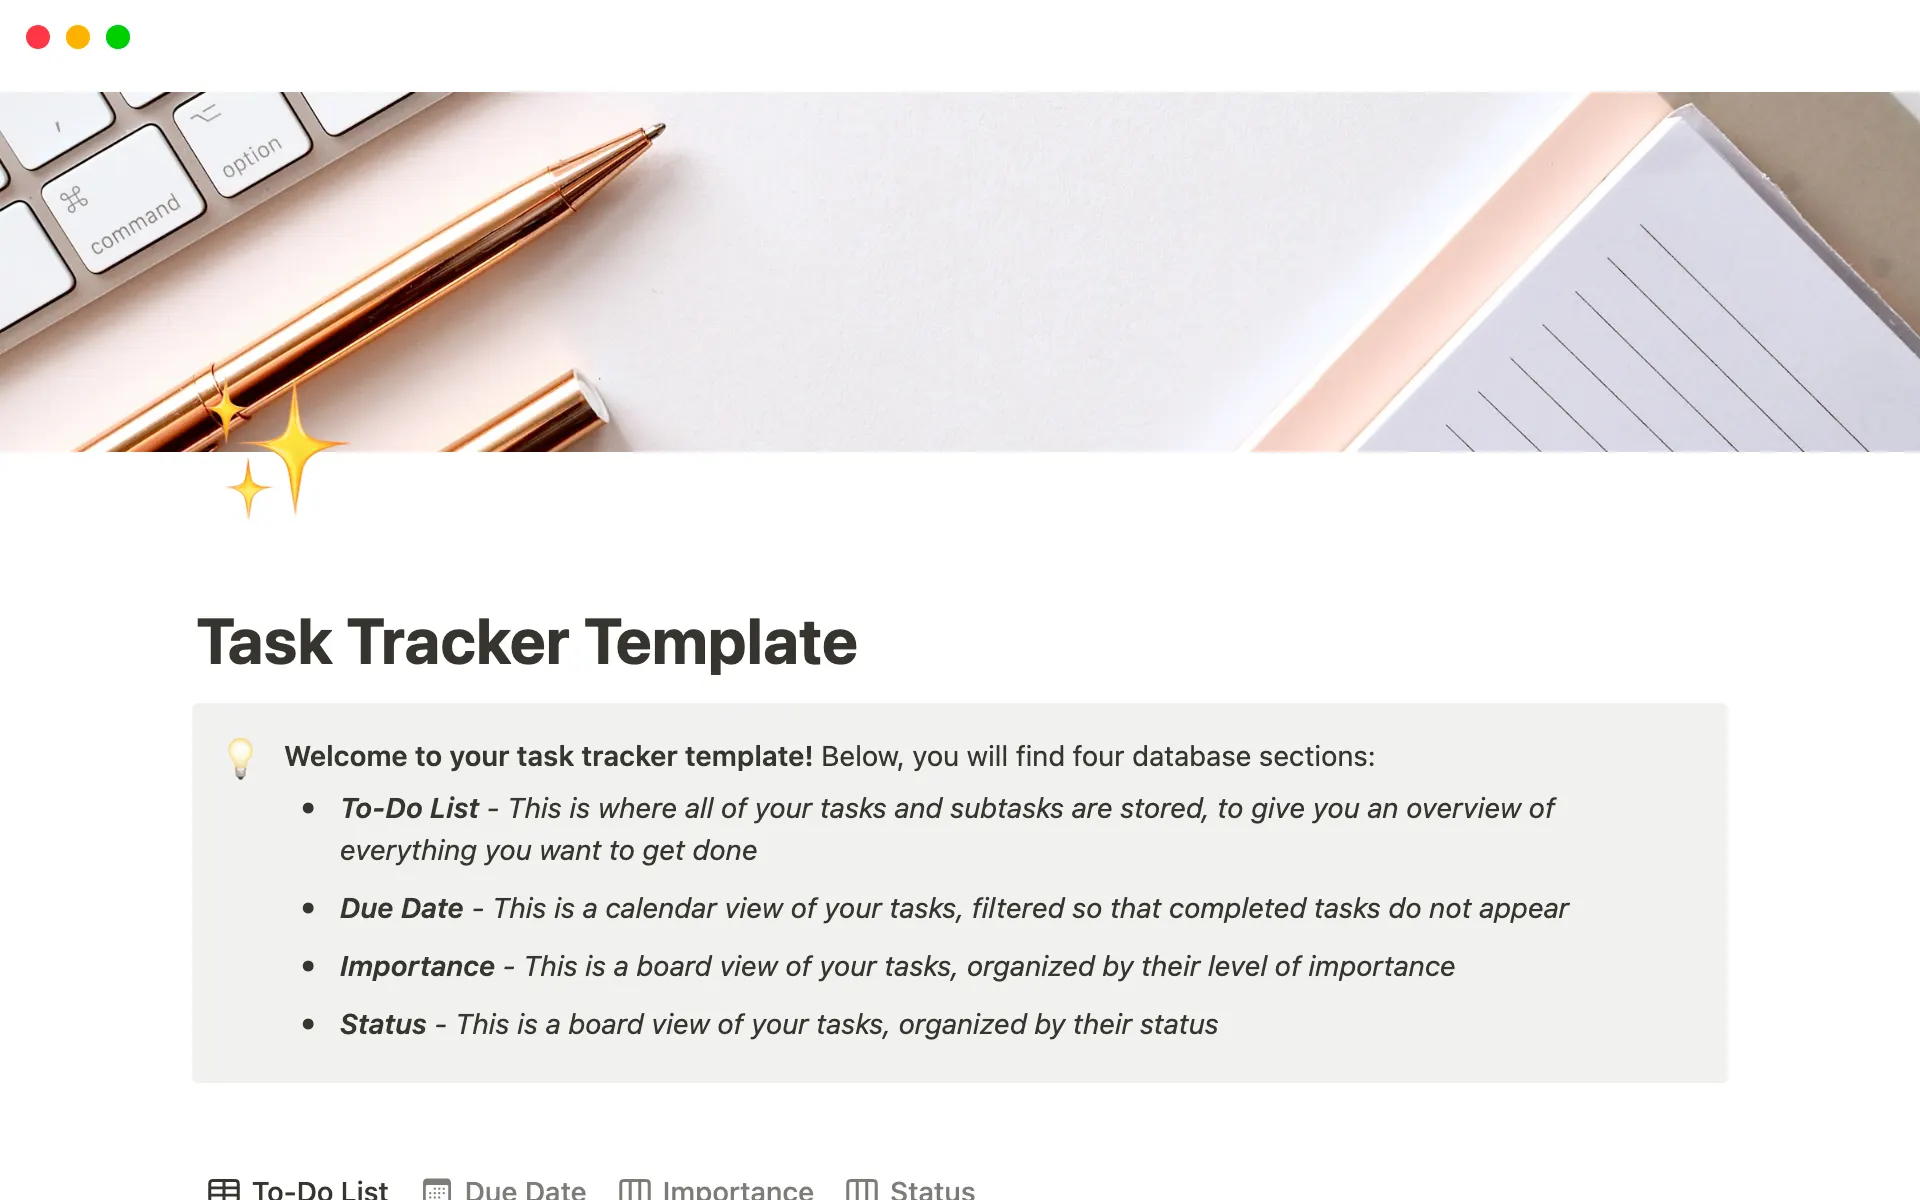 ,
⌥
option
⌘
command
Task Tracker Template
Welcome to your task tracker template! Below, you will find four database sections:
To-Do List - This is where all of your tasks and subtasks are stored, to give you an overview of
everything you want to get done
Due Date - This is a calendar view of your tasks, filtered so that completed tasks do not appear
Importance - This is a board view of your tasks, organized by their level of importance
Status - This is a board view of your tasks, organized by their status
To-Do List Due Date Importance Status